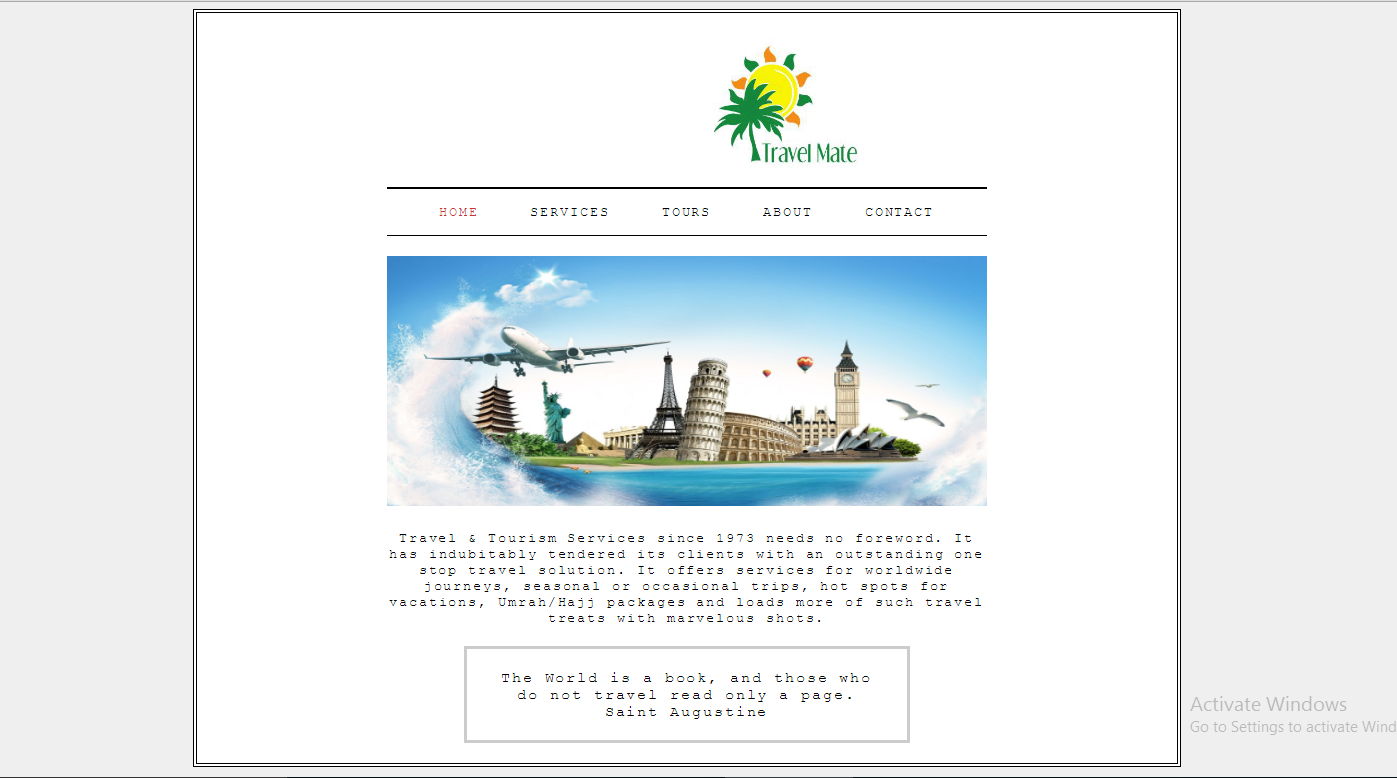 Travel Mate
HOME SERVICES TOURS ABOUT CONTACT
Travel & Tourism Services since 1973 needs no foreword. It
has indubitably tendered its clients with an outstanding one
stop travel solution. It offers services for worldwide
journeys, seasonal or occasional trips, hot spots for
vacations, Umrah/Hajj packages and loads more of such travel
treats with marvelous shots.
The World is a book, and those who
do not travel read only a page.
Saint Augustine
Activate Windows
Go to Settings to activate Wind